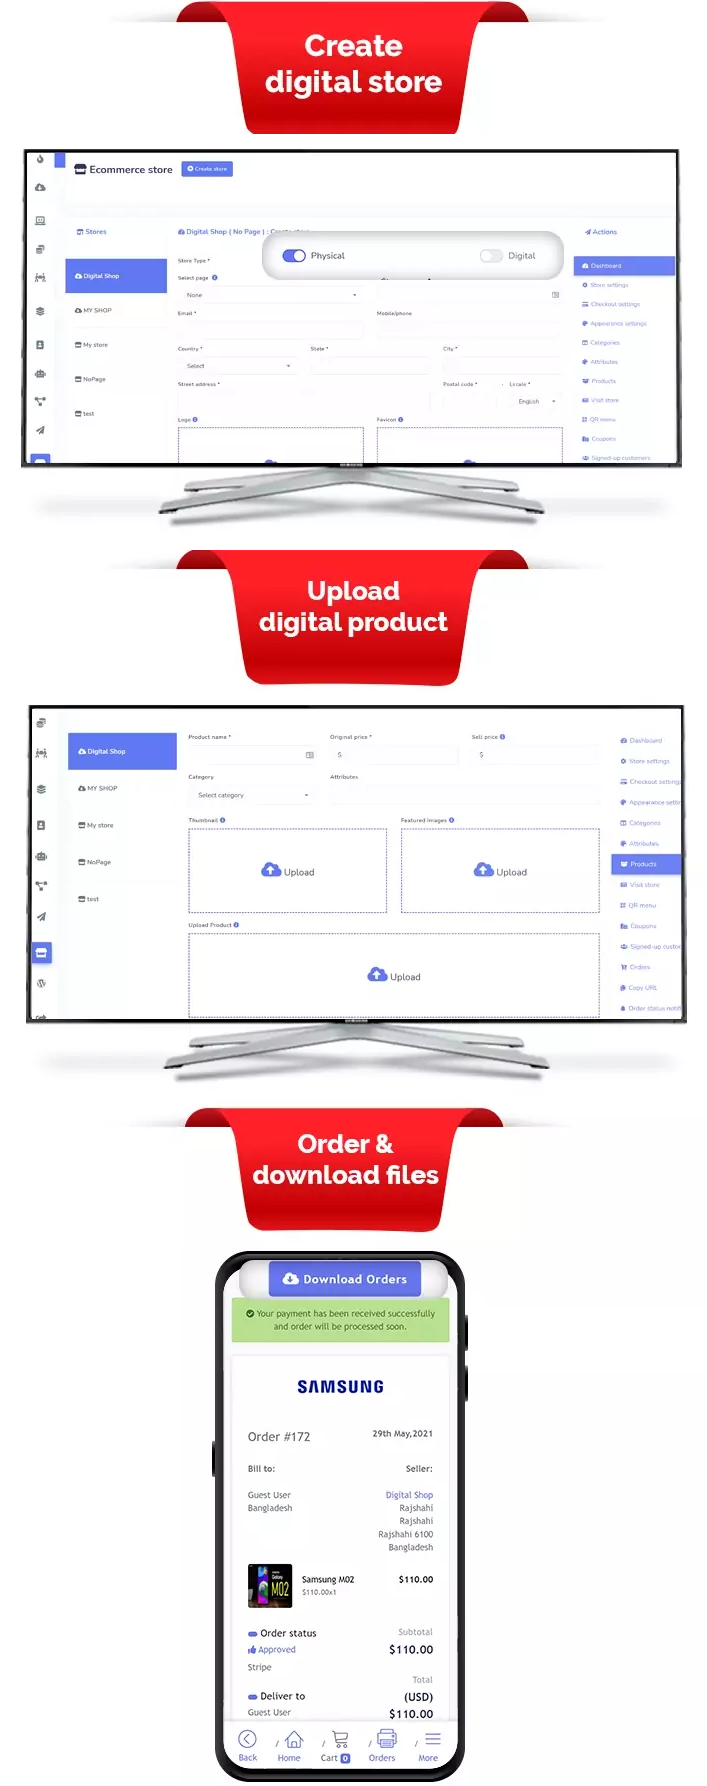 Create
digital store
Ecommerce store
Create store
Stores
Digital Shop ( No Page ) :
Actions
Physical
Digital
Store Type *
Digital Shop
Dashboard
Select page
Store settings
None
MY SHOP
Checkout settings
Email *
Mobile/phone
Appearance settings
My store
Categories
Country *
State *
City *
Attributes
Select
NoPage
Products
Street address *
Postal code *
Locale *
Visit store
English
test
QR menu
Logo
Favicon
Coupons
Signed-up customers
Upload
digital product
Product name *
Original price *
Sell price
Digital Shop
Dashboard
$
$
Store settings
Category
Attributes
Checkout setting
MY SHOP
Select category
Appearance setti
Thumbnail
Featured images
Categories
My store
Attributes
NoPage
Products
Upload
Upload
Visit store
test
QR menu
Upload Product
Coupons
Signed-up custo
Orders
Upload
Copy URL
Order status notifi
Order &
download files
Download Orders
Your payment has been received successfully
and order will be processed soon.
SAMSUNG
Order #172
29th May,2021
Bill to:
Seller:
Guest User
Digital Shop
Bangladesh
Rajshahi
Rajshahi
Rajshahi 6100
Bangladesh
Samsung M02
$110.00
$110.00x1
M02
Order status
Subtotal
Approved
$110.00
Stripe
Total
Deliver to
(USD)
Guest User
$110.00
Back / Home / Cart 0 / Orders / More